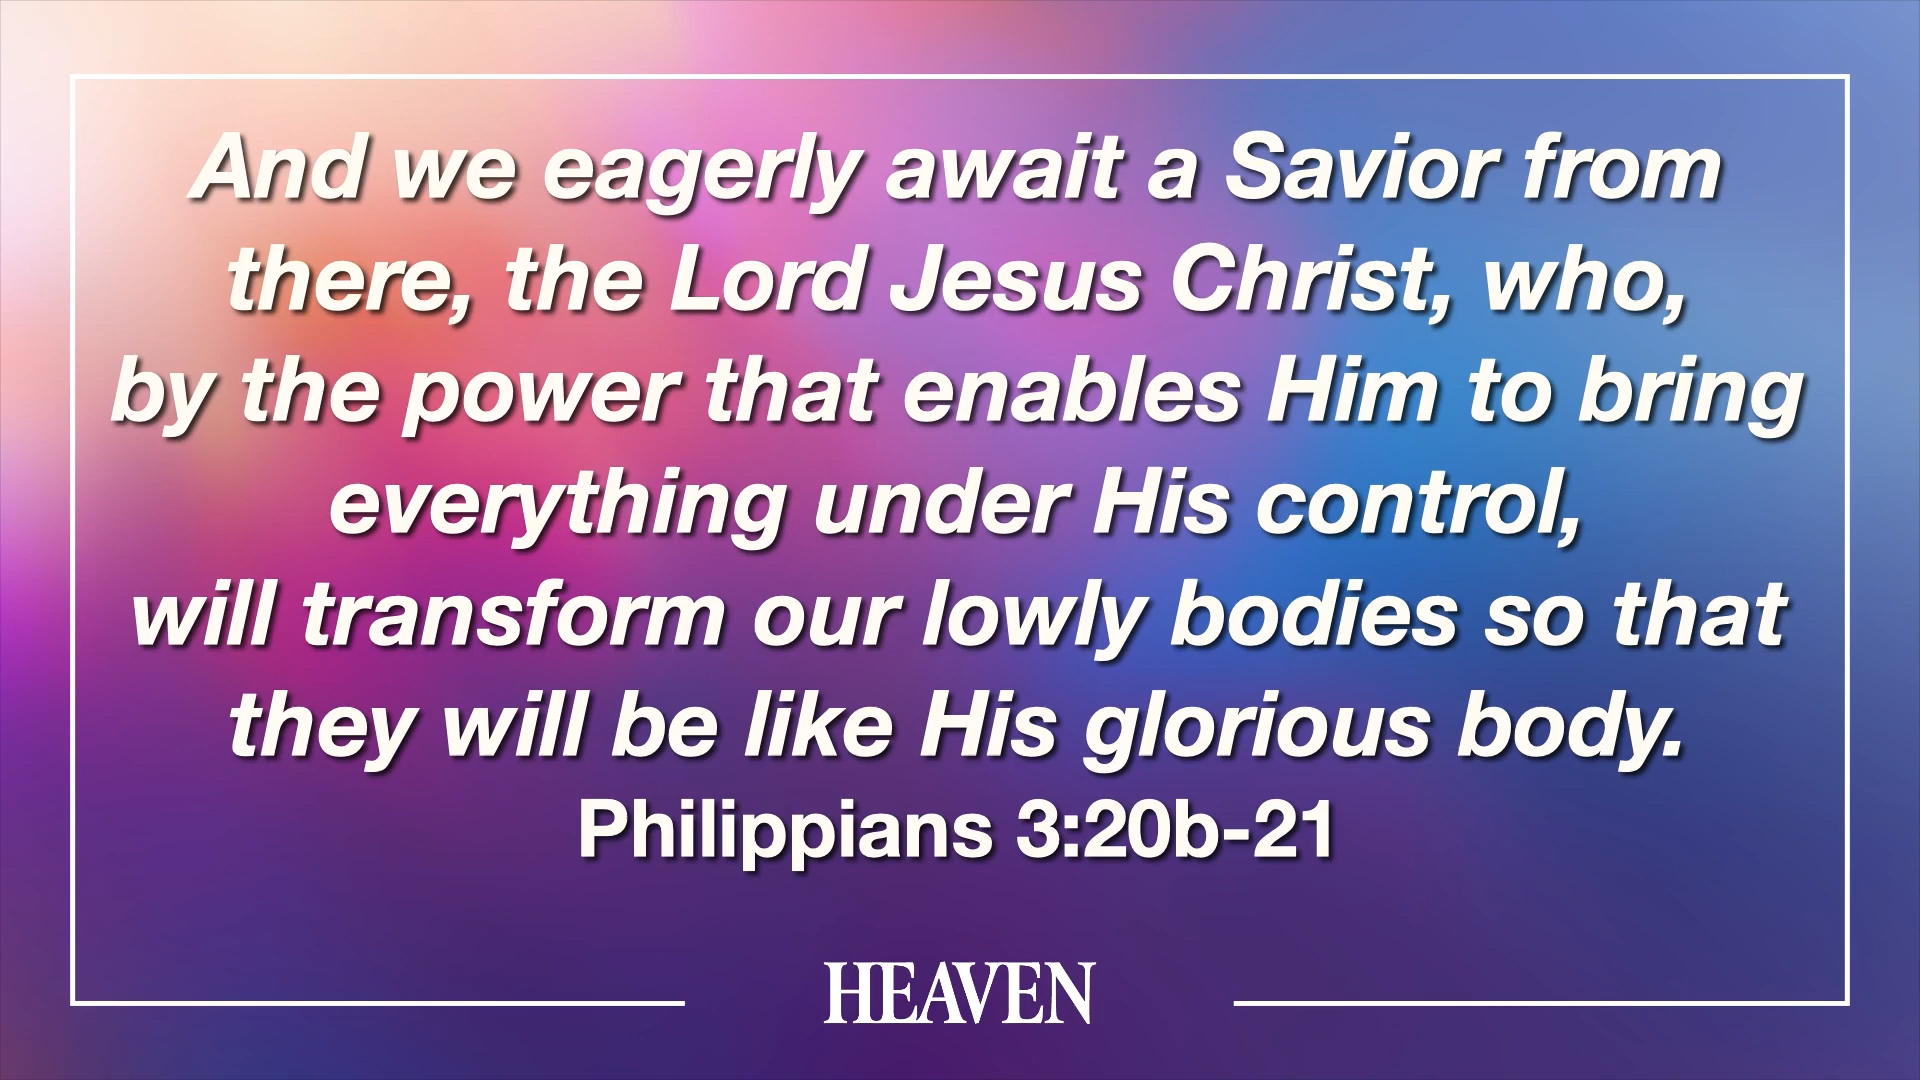 And we eagerly await a Savior from
there, the Lord Jesus Christ, who,
by the power that enables Him to bring
everything under His control,
will transform our lowly bodies so that
they will be like His glorious body.
Philippians 3:20b-21
HEAVEN